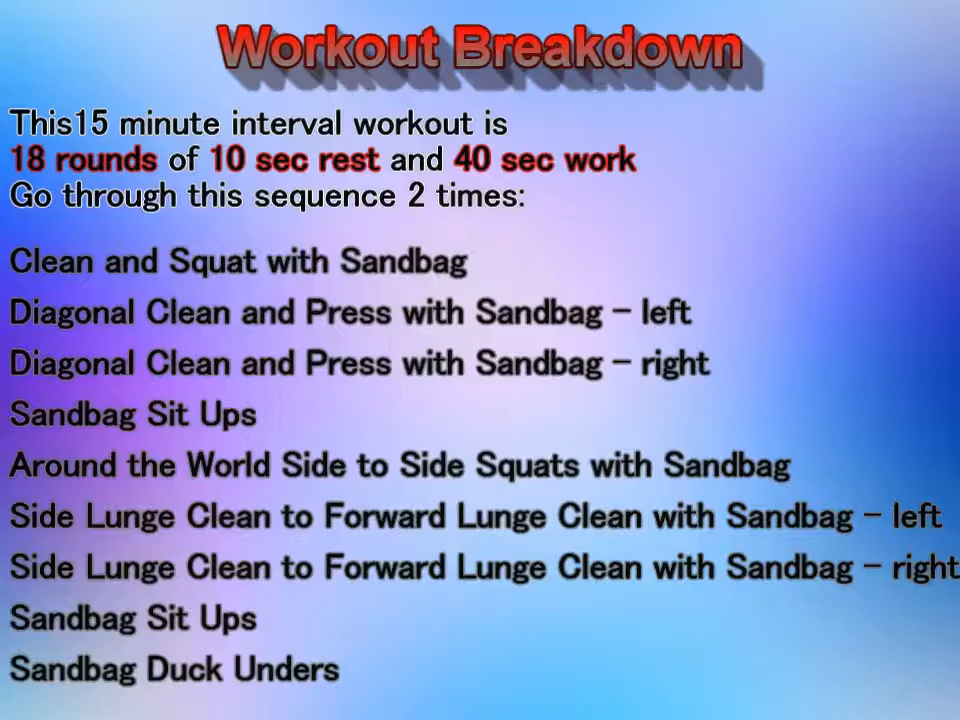 Workout Breakdown
This15 minute interval workout is
18 rounds of 10 sec rest and 40 sec work
Go through this sequence 2 times:
Clean and Squat with Sandbag
Diagonal Clean and Press with Sandbag - left
Diagonal Clean and Press with Sandbag - right
Sandbag Sit Ups
Around the World Side to Side Squats with Sandbag
Side Lunge Clean to Forward Lunge Clean with Sandbag - left
Side Lunge Clean to Forward Lunge Clean with Sandbag - right
Sandbag Sit Ups
Sandbag Duck Unders